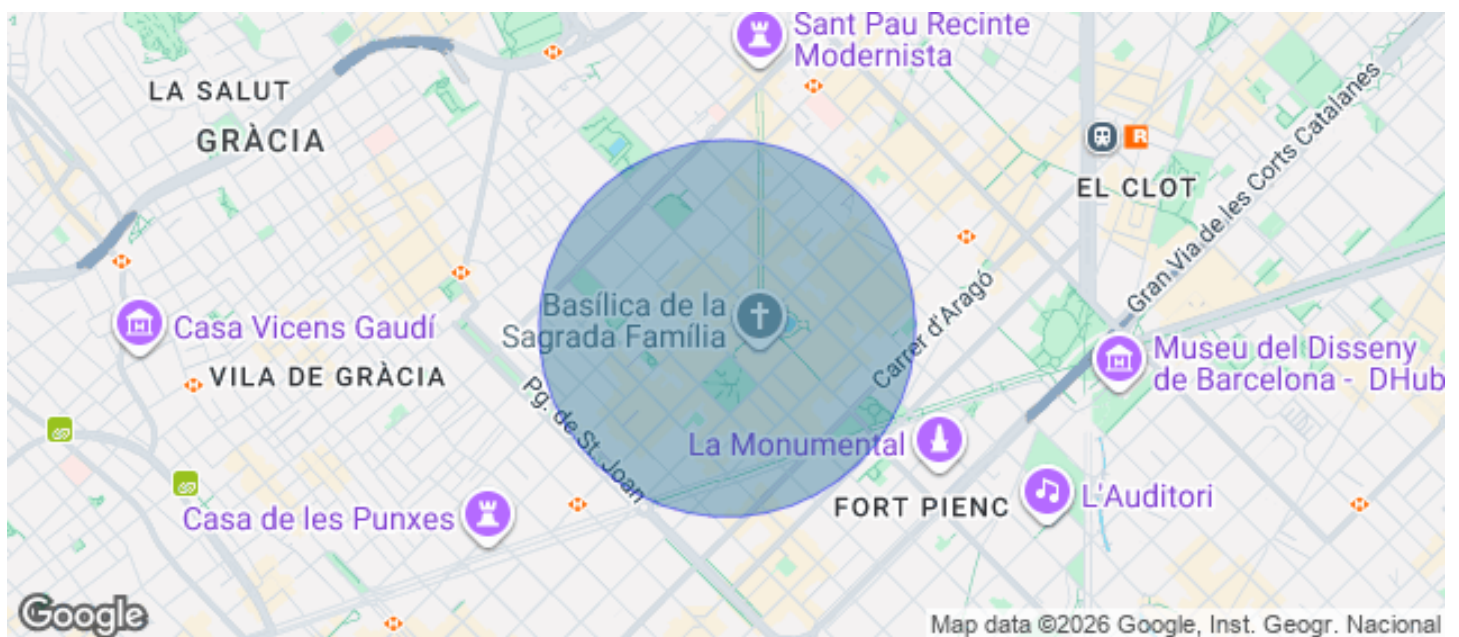 Sant Pau Recinte
Modernista
LA SALUT
GRÀCIA
EL CLOT
Gran Via de les Corts Catalanes
R
Basílica de la
Sagrada Família
Casa Vicens Gaudí
Carrer d'Aragó
Museu del Disseny
de Barcelona - DHub
VILA DE GRÀCIA
Pg. de St. Joan
La Monumental
L'Auditori
FORT PIENC
Casa de les Punxes
Google
Map data ©2026 Google, Inst. Geogr. Nacional